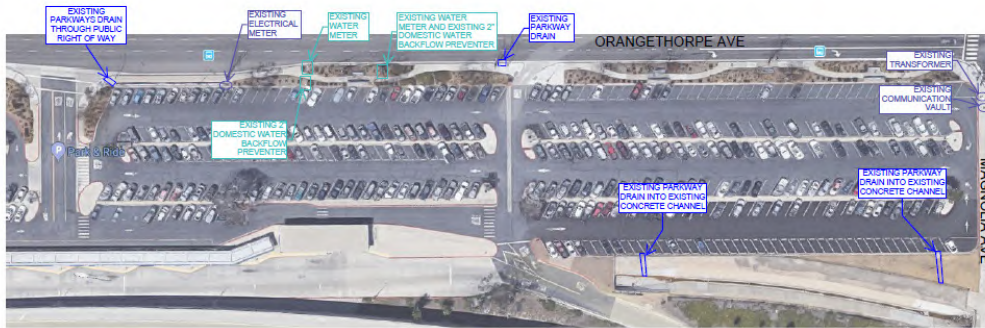 EXISTING
PARKWAYS DRAIN
THROUGH PUBLIC
RIGHT OF WAY
EXISTING
ELECTRICAL
METER
EXISTING
WATER
METER
EXISTING WATER
METER AND EXISTING 2"
DOMESTIC WATER
BACKFLOW PREVENTER
EXISTING
PARKWAY
DRAIN
ORANGETHORPE AVE
EXISTING
TRANSFORMER
EXISTING
COMMUNICATION
VAULT
EXISTING 2"
DOMESTIC WATER
BACKFLOW
PREVENTER
P Park & Ride
EXISTING PARKWAY
DRAIN INTO EXISTING
CONCRETE CHANNEL
EXISTING PARKWAY
DRAIN INTO EXISTING
CONCRETE CHANNEL
MAGNOLIA AVE